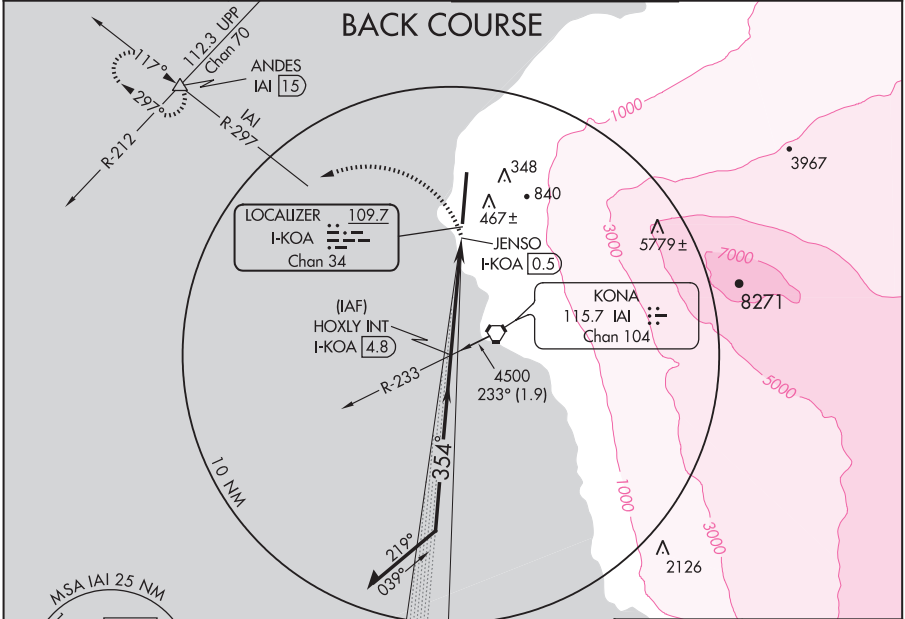 BACK COURSE
112.3 UPP
Chan 70
117°
297°
ANDES
IAI 15
IAI
R-297
R-212
1000
3967
348
840
467±
LOCALIZER 109.7
I-KOA
Chan 34
JENSO
I-KOA 0.5
3000
5779±
7000
8271
(IAF)
HOXLY INT
I-KOA 4.8
KONA
115.7 IAI
Chan 104
R-233
4500
233° (1.9)
5000
354°
10 NM
1000
3000
219°
039°
2126
MSA IAI 25 NM